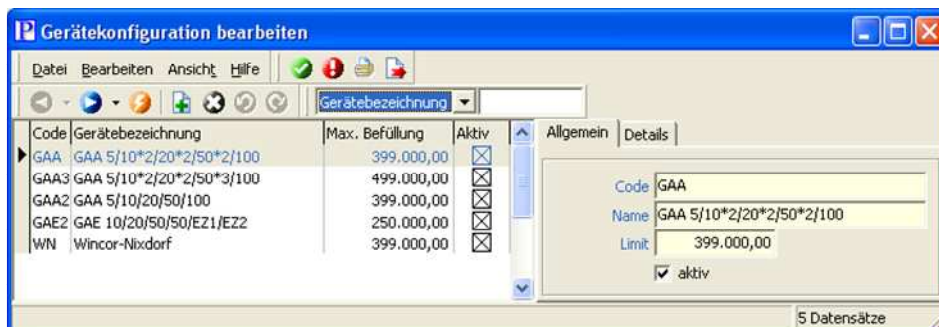 P Gerätekonfiguration bearbeiten
Datei Bearbeiten Ansicht Hilfe
Gerätebezeichnung
Code Gerätebezeichnung Max. Befüllung Aktiv
GAA GAA 5/10*2/20*2/50*2/100 399.000,00
GAA3 GAA 5/10*2/20*2/50*3/100 499.000,00
GAA2 GAA 5/10/20/50/100 399.000,00
GAE2 GAE 10/20/50/50/EZ1/EZ2 250.000,00
WN Wincor-Nixdorf 399.000,00
Allgemein Details
Code GAA
Name GAA 5/10*2/20*2/50*2/100
Limit 399.000,00
aktiv
5 Datensätze